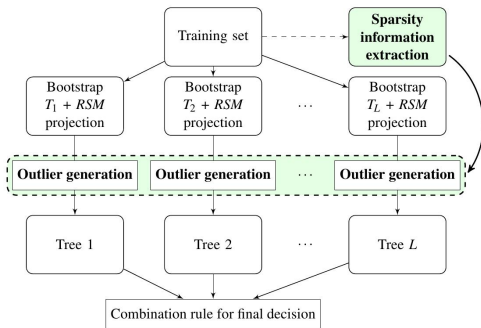 Training set
Sparsity
information
extraction
Bootstrap
T₁ + RSM
projection
Bootstrap
T₂ + RSM
projection
...
Bootstrap
T_L + RSM
projection
Outlier generation
Outlier generation
...
Outlier generation
Tree 1
Tree 2
...
Tree L
Combination rule for final decision